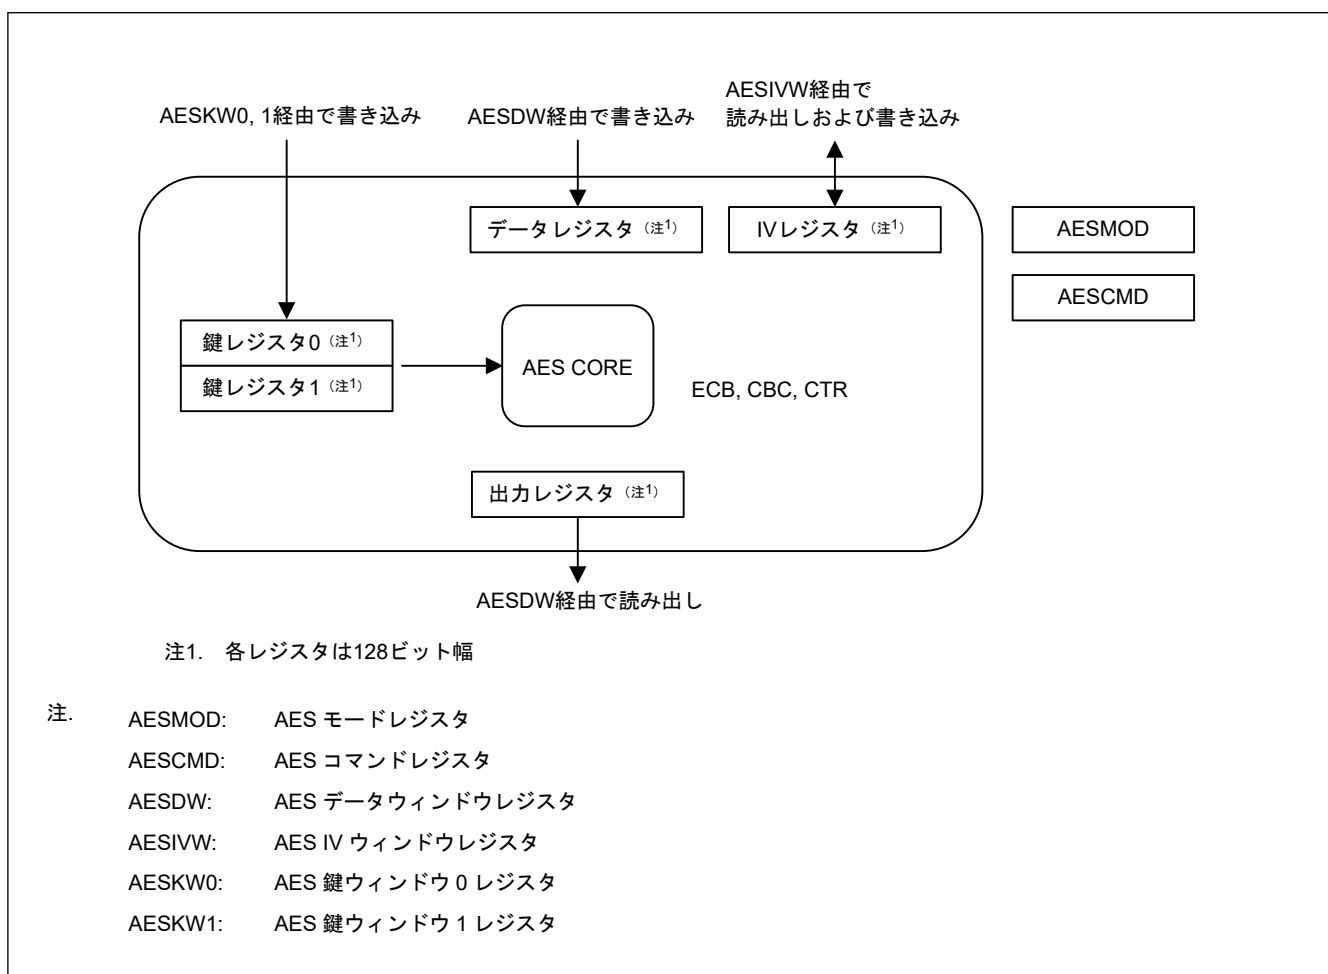 AESKW0, 1経由で書き込み
AESDW経由で書き込み
AESIVW経由で
読み出しおよび書き込み
データレジスタ（注1）
IVレジスタ（注1）
AESMOD
AESCMD
鍵レジスタ0（注1）
鍵レジスタ1（注1）
AES CORE
ECB, CBC, CTR
出力レジスタ（注1）
AESDW経由で読み出し
注1. 各レジスタは128ビット幅
注.
AESMOD: AES モードレジスタ
AESCMD: AES コマンドレジスタ
AESDW: AES データウィンドウレジスタ
AESIVW: AES IV ウィンドウレジスタ
AESKW0: AES 鍵ウィンドウ 0 レジスタ
AESKW1: AES 鍵ウィンドウ 1 レジスタ